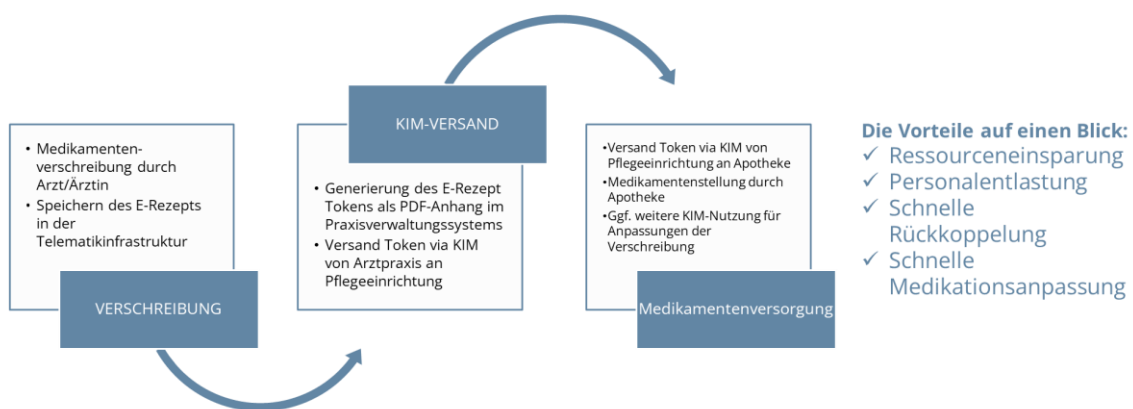 • Medikamenten-
verschreibung durch
Arzt/Ärztin
• Speichern des E-Rezepts
in der
Telematikinfrastruktur
VERSCHREIBUNG
KIM-VERSAND
• Generierung des E-Rezept
Tokens als PDF-Anhang im
Praxisverwaltungssystems
• Versand Token via KIM
von Arztpraxis an
Pflegeeinrichtung
•Versand Token via KIM von
Pflegeeinrichtung an Apotheke
•Medikamentenstellung durch
Apotheke
•Ggf. weitere KIM-Nutzung für
Anpassungen der
Verschreibung
Medikamentenversorgung
Die Vorteile auf einen Blick:
✓ Ressourceneinsparung
✓ Personalentlastung
✓ Schnelle
Rückkoppelung
✓ Schnelle
Medikationsanpassung